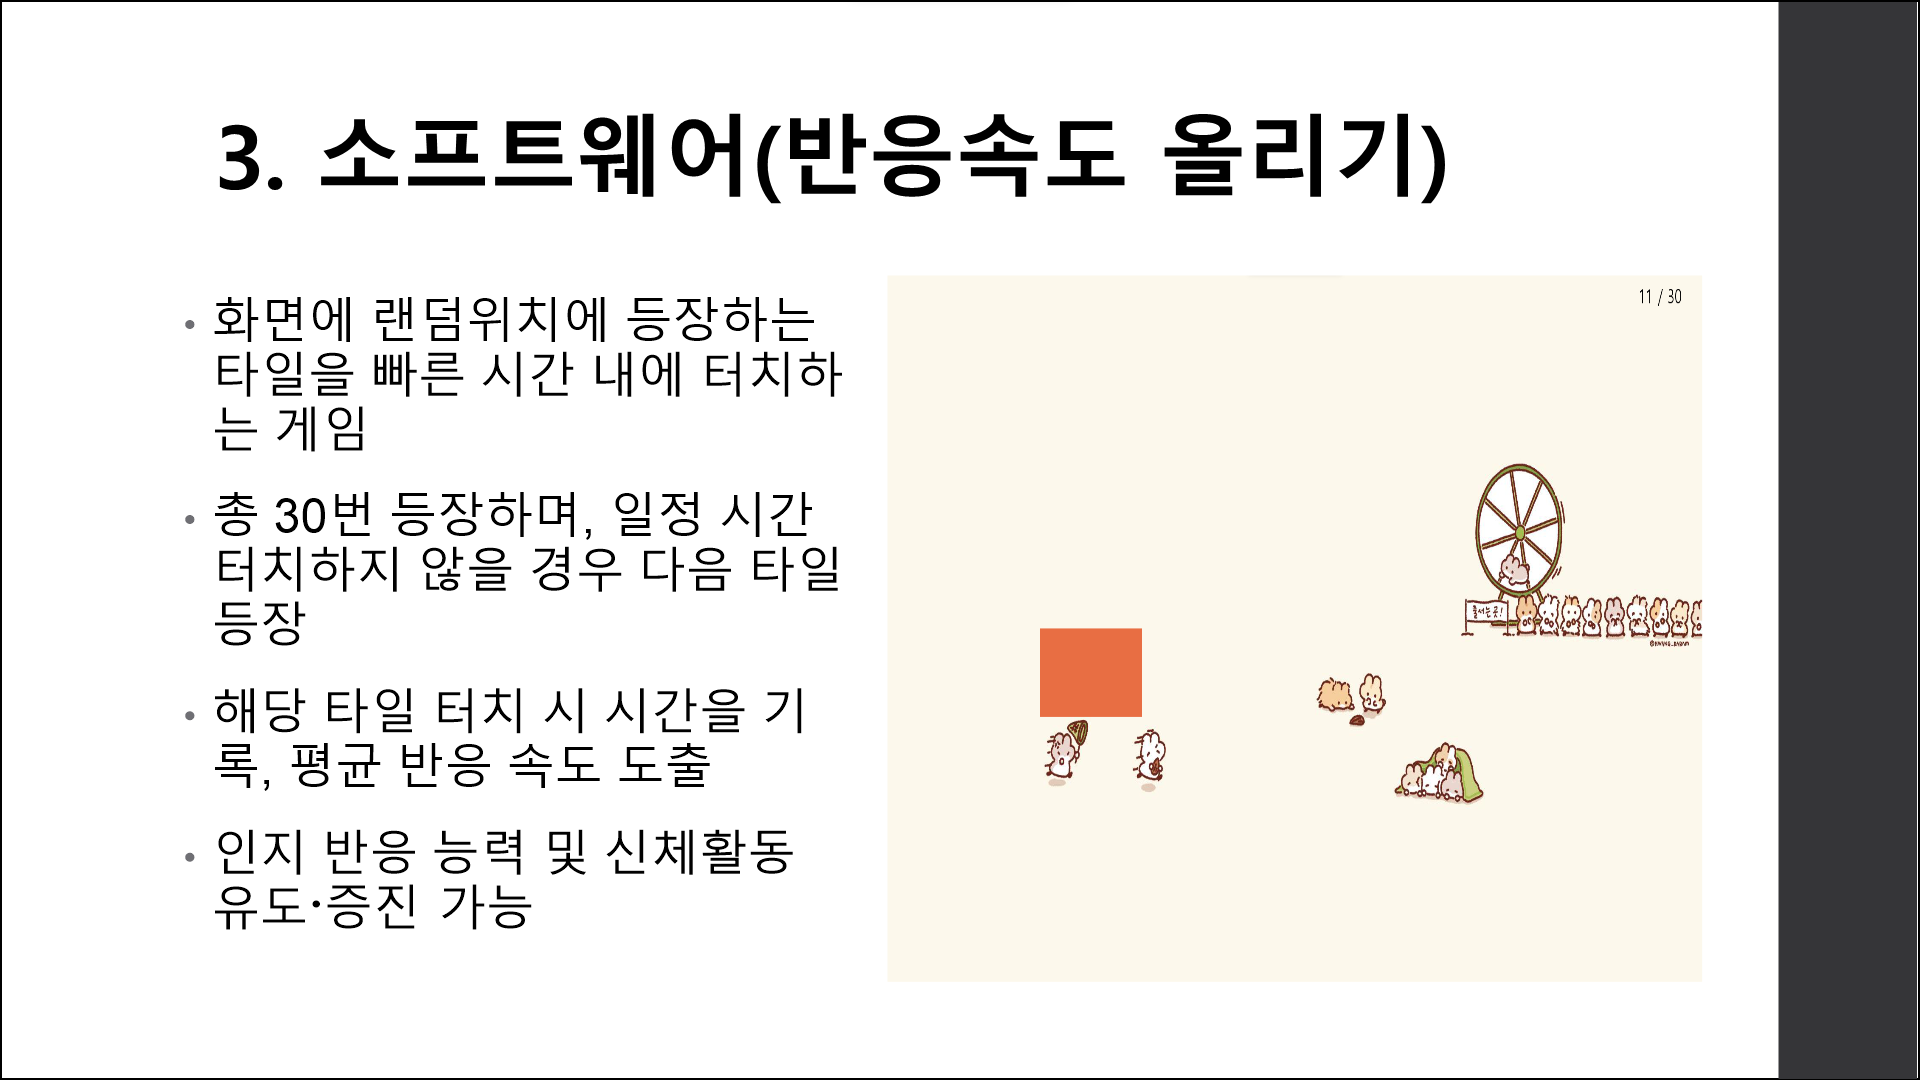 3. 소프트웨어(반응속도 올리기)
• 화면에 랜덤위치에 등장하는
타일을 빠른 시간 내에 터치하
는 게임
• 총 30번 등장하며, 일정 시간
터치하지 않을 경우 다음 타일
등장
• 해당 타일 터치 시 시간을 기
록, 평균 반응 속도 도출
• 인지 반응 능력 및 신체활동
유도·증진 가능
11 / 30
줄서는 곳!